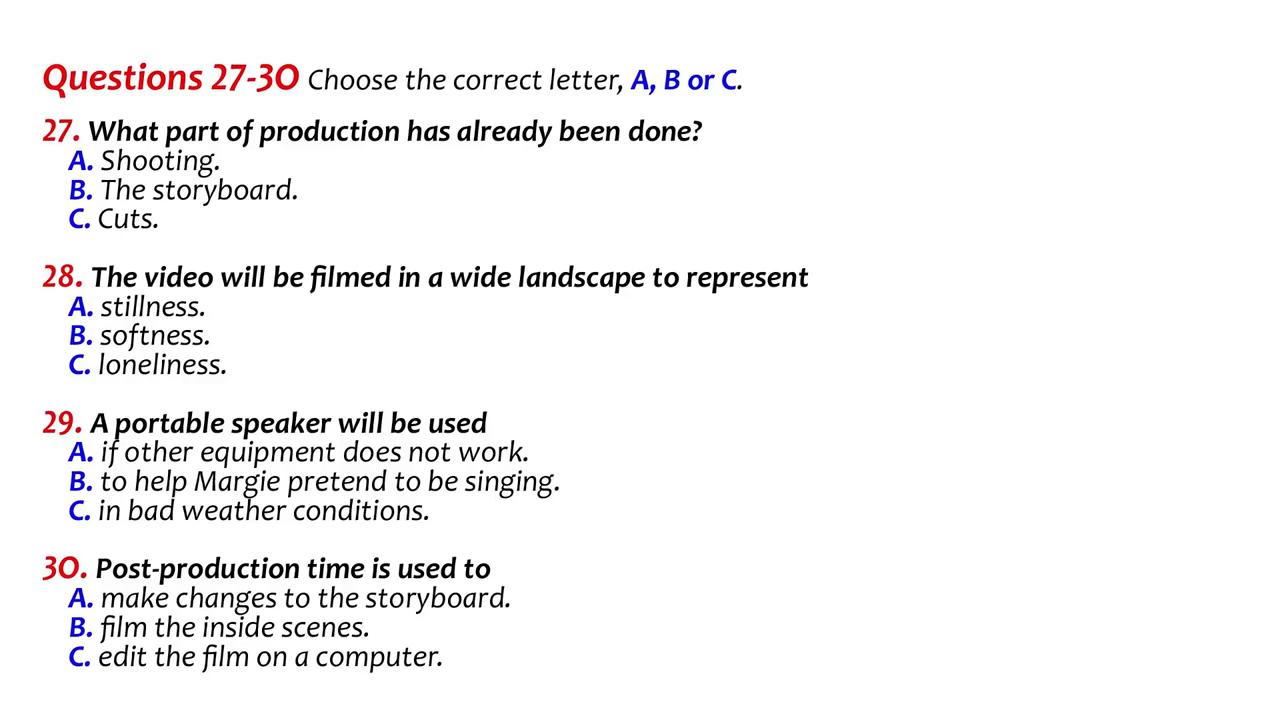 Questions 27-30 Choose the correct letter, A, B or C.
27. What part of production has already been done?
A. Shooting.
B. The storyboard.
C. Cuts.
28. The video will be filmed in a wide landscape to represent
A. stillness.
B. softness.
C. loneliness.
29. A portable speaker will be used
A. if other equipment does not work.
B. to help Margie pretend to be singing.
C. in bad weather conditions.
30. Post-production time is used to
A. make changes to the storyboard.
B. film the inside scenes.
C. edit the film on a computer.